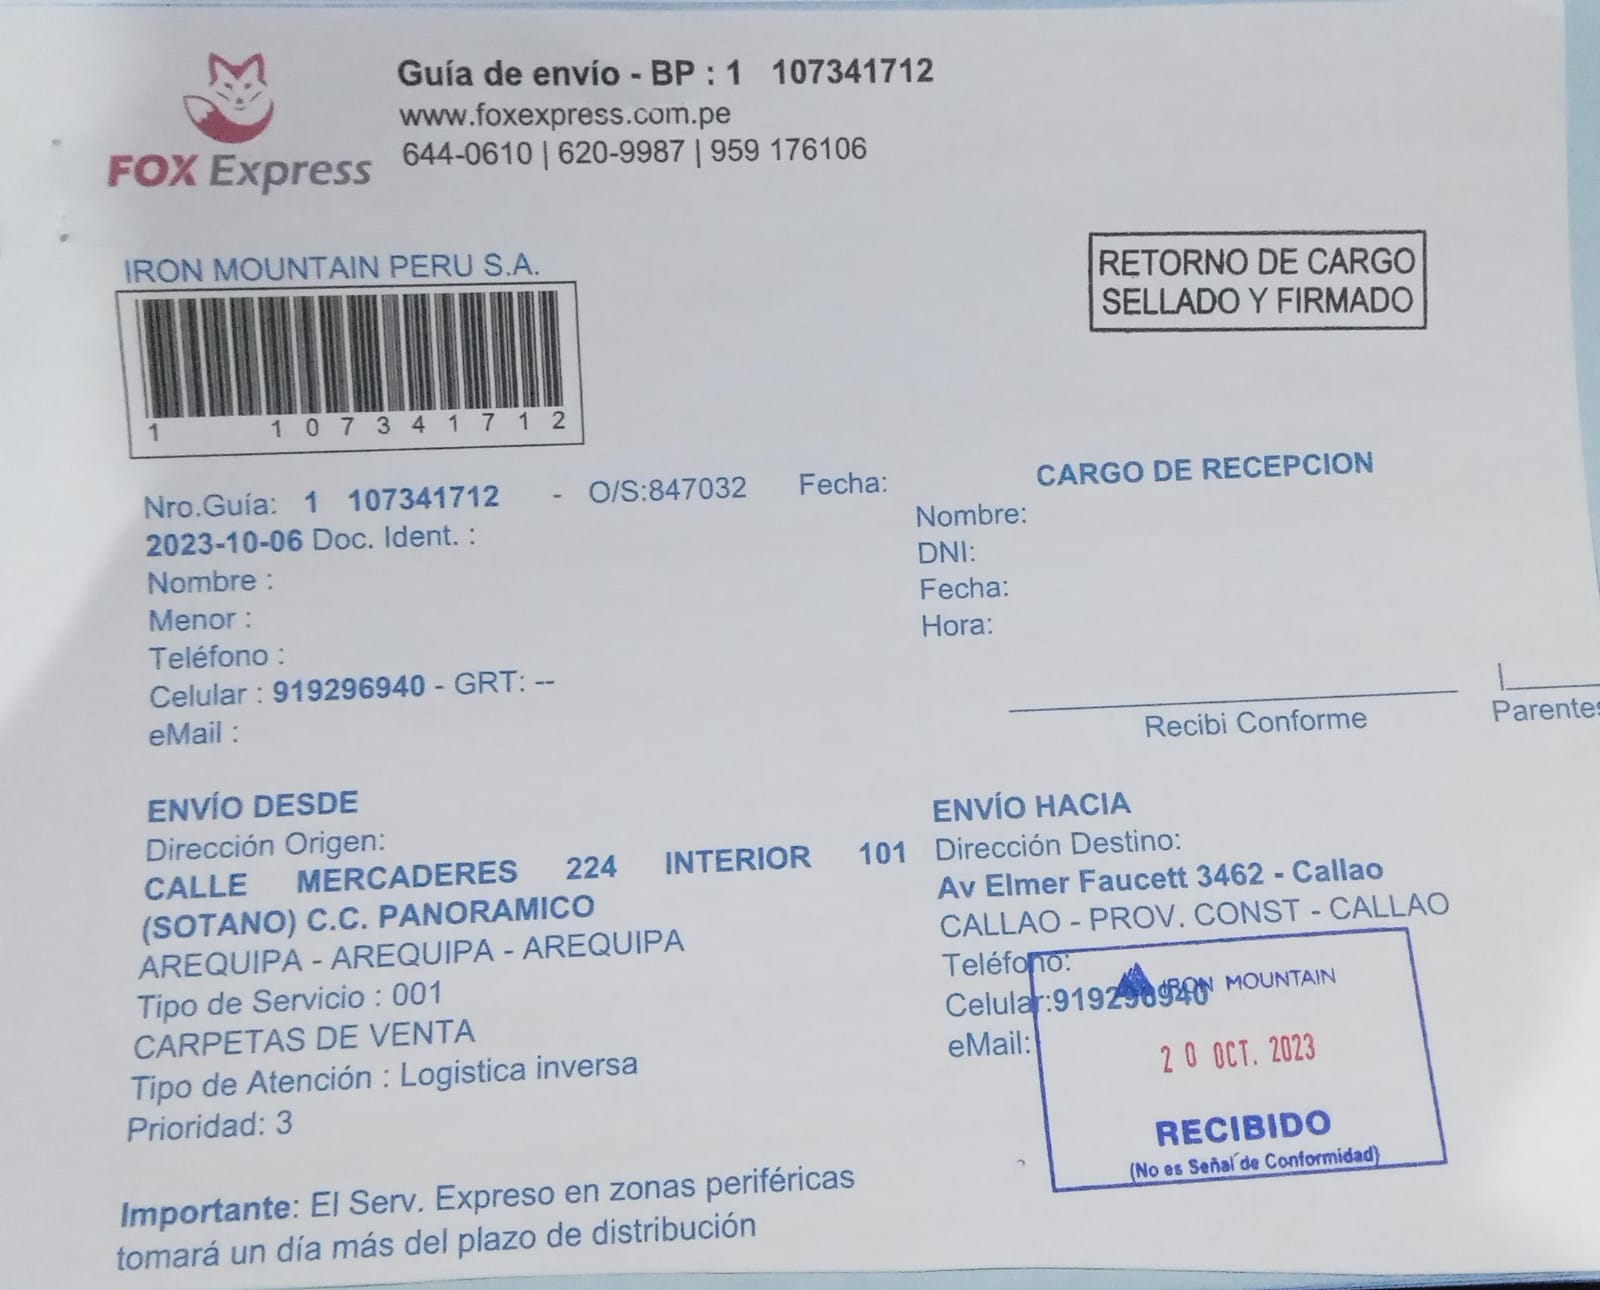 Guía de envío - BP : 1 107341712
www.foxexpress.com.pe
644-0610 | 620-9987 | 959 176106
FOX Express
IRON MOUNTAIN PERU S.A.
RETORNO DE CARGO
SELLADO Y FIRMADO
1 107341712
Nro.Guía: 1 107341712 - O/S:847032 Fecha:
2023-10-06 Doc. Ident. :
Nombre :
Menor :
Teléfono :
Celular : 919296940 - GRT: --
eMail :
CARGO DE RECEPCION
Nombre:
DNI:
Fecha:
Hora:
Recibi Conforme
Parentes
ENVÍO DESDE
Dirección Origen:
CALLE MERCADERES 224 INTERIOR 101
(SOTANO) C.C. PANORAMICO
AREQUIPA - AREQUIPA - AREQUIPA
Tipo de Servicio : 001
CARPETAS DE VENTA
Tipo de Atención : Logistica inversa
Prioridad: 3
ENVÍO HACIA
Dirección Destino:
Av Elmer Faucett 3462 - Callao
CALLAO - PROV. CONST - CALLAO
Teléfono:
Celular:919296940
eMail:
IRON MOUNTAIN
20 OCT. 2023
RECIBIDO
(No es Señal de Conformidad)
Importante: El Serv. Expreso en zonas periféricas
tomará un día más del plazo de distribución